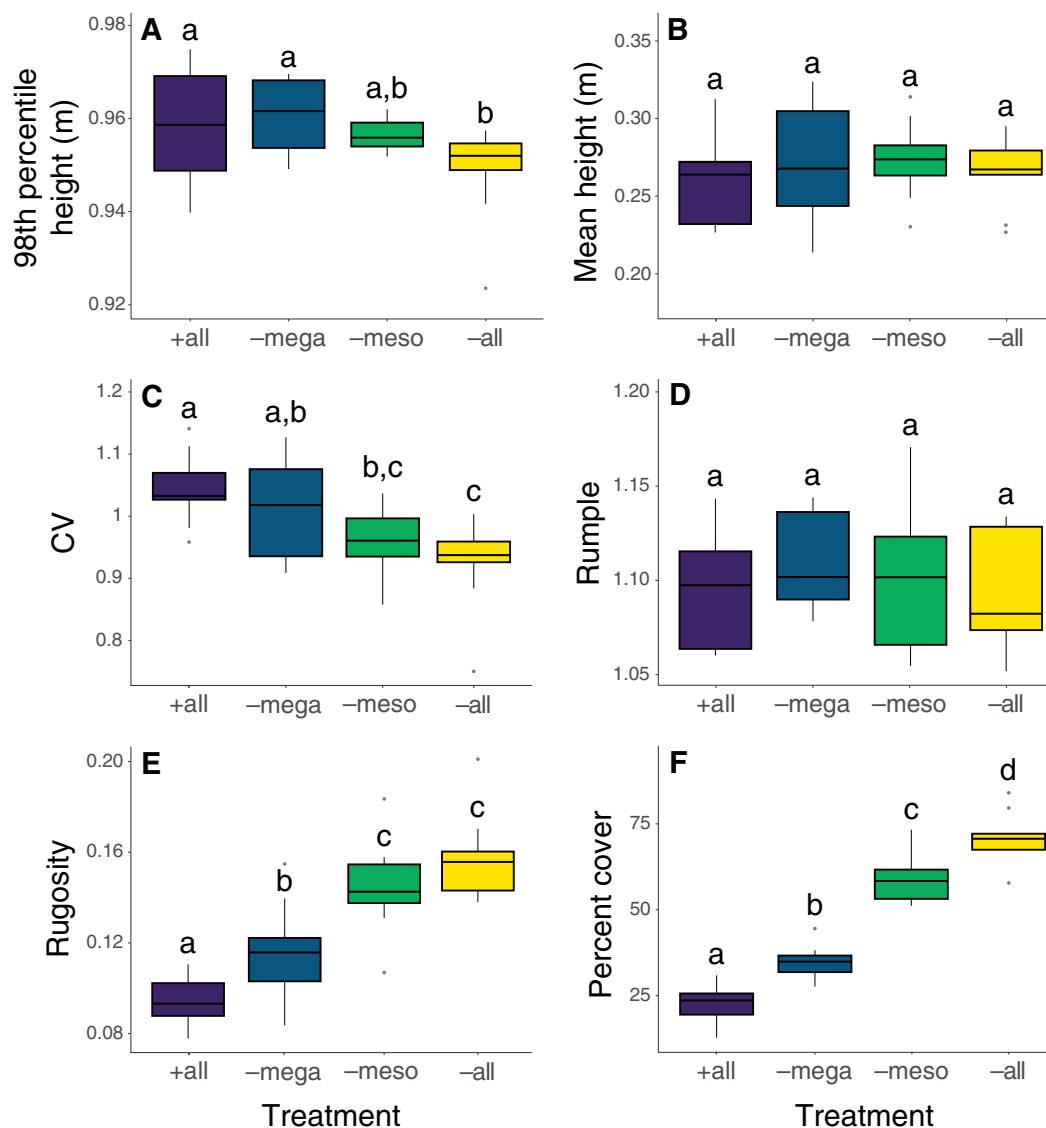 A
98th percentile
height (m)
0.98
0.96
0.94
0.92
a
a
a,b
b
+all
–mega
–meso
–all
B
Mean height (m)
0.35
0.30
0.25
0.20
a
a
a
a
+all
–mega
–meso
–all
C
CV
1.2
1.1
1
0.9
0.8
a
a,b
b,c
c
+all
–mega
–meso
–all
D
Rumple
1.20
1.15
1.10
1.05
a
a
a
a
+all
–mega
–meso
–all
E
Rugosity
0.20
0.16
0.12
0.08
a
b
c
c
+all
–mega
–meso
–all
Treatment
F
Percent cover
75
50
25
a
b
c
d
+all
–mega
–meso
–all
Treatment